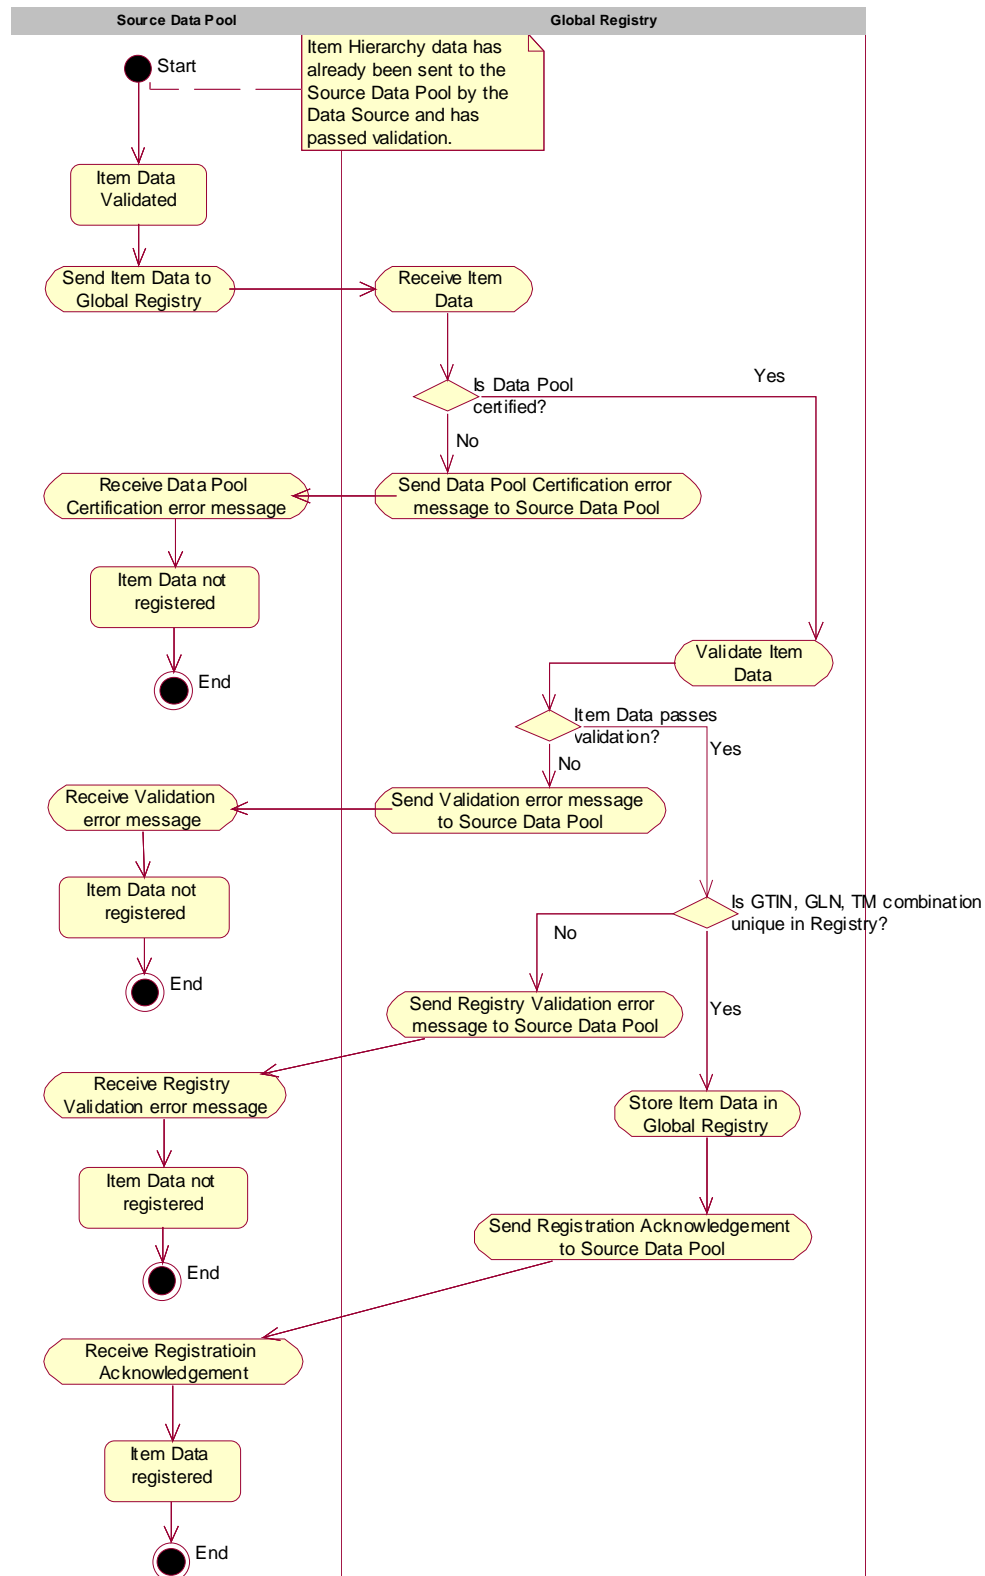 Source Data Pool
Global Registry
Start
Item Hierarchy data has
already been sent to the
Source Data Pool by the
Data Source and has
passed validation.
Item Data
Validated
Send Item Data to
Global Registry
Receive Item
Data
Is Data Pool
certified?
Yes
No
Receive Data Pool
Certification error message
Send Data Pool Certification error
message to Source Data Pool
Item Data not
registered
End
Validate Item
Data
Item Data passes
validation?
Yes
No
Receive Validation
error message
Send Validation error message
to Source Data Pool
Item Data not
registered
End
Is GTIN, GLN, TM combination
unique in Registry?
No
Yes
Send Registry Validation error
message to Source Data Pool
Receive Registry
Validation error message
Store Item Data in
Global Registry
Item Data not
registered
End
Send Registration Acknowledgement
to Source Data Pool
Receive Registratioin
Acknowledgement
Item Data
registered
End